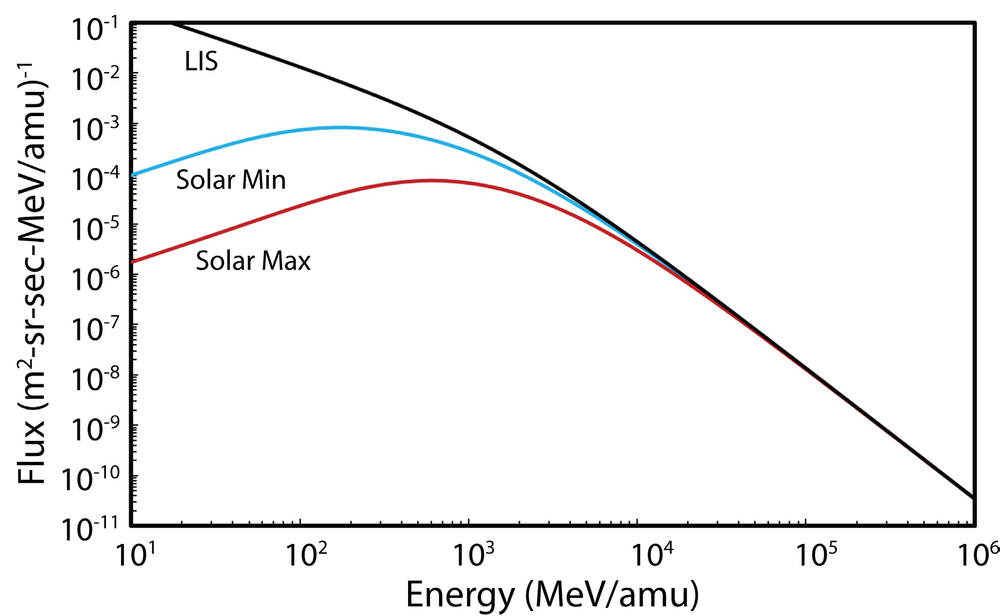 Flux (m²-sr-sec-MeV/amu)⁻¹
10⁻¹
10⁻²
10⁻³
10⁻⁴
10⁻⁵
10⁻⁶
10⁻⁷
10⁻⁸
10⁻⁹
10⁻¹⁰
10⁻¹¹
LIS
Solar Min
Solar Max
10¹ 10² 10³ 10⁴ 10⁵ 10⁶
Energy (MeV/amu)